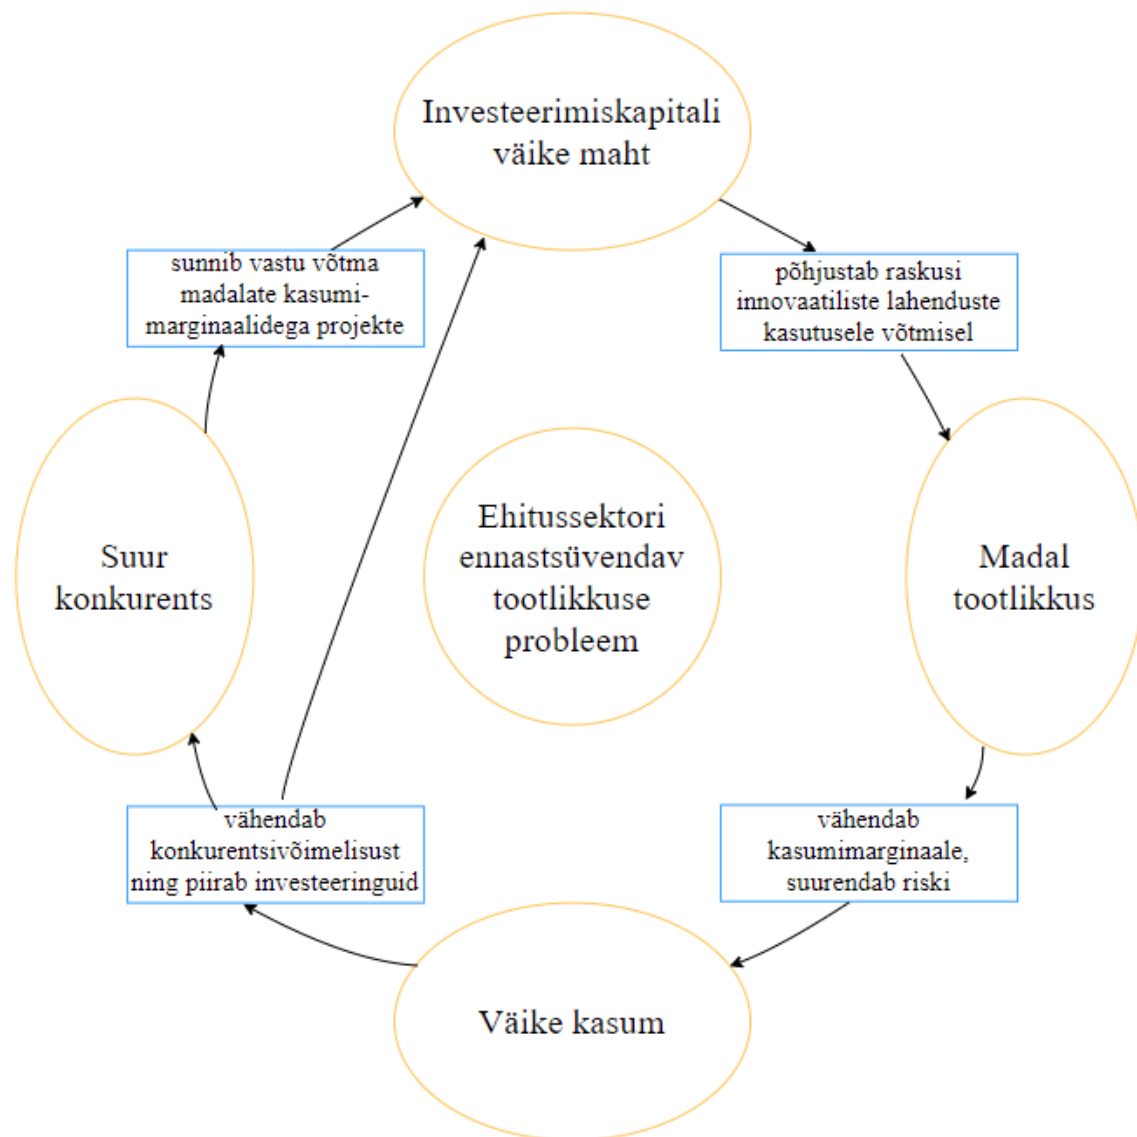 Investeerimiskapitali
väike maht
sunnib vastu võtma
madalate kasumi-
marginaalidega projekte
põhjustab raskusi
innovaatiliste lahenduste
kasutusele võtmisel
Suur
konkurents
Ehitussektori
ennastsüvendav
tootlikkuse
probleem
Madal
tootlikkus
vähendab
konkurentsivõimelisust
ning piirab investeeringuid
vähendab
kasumimarginaale,
suurendab riski
Väike kasum